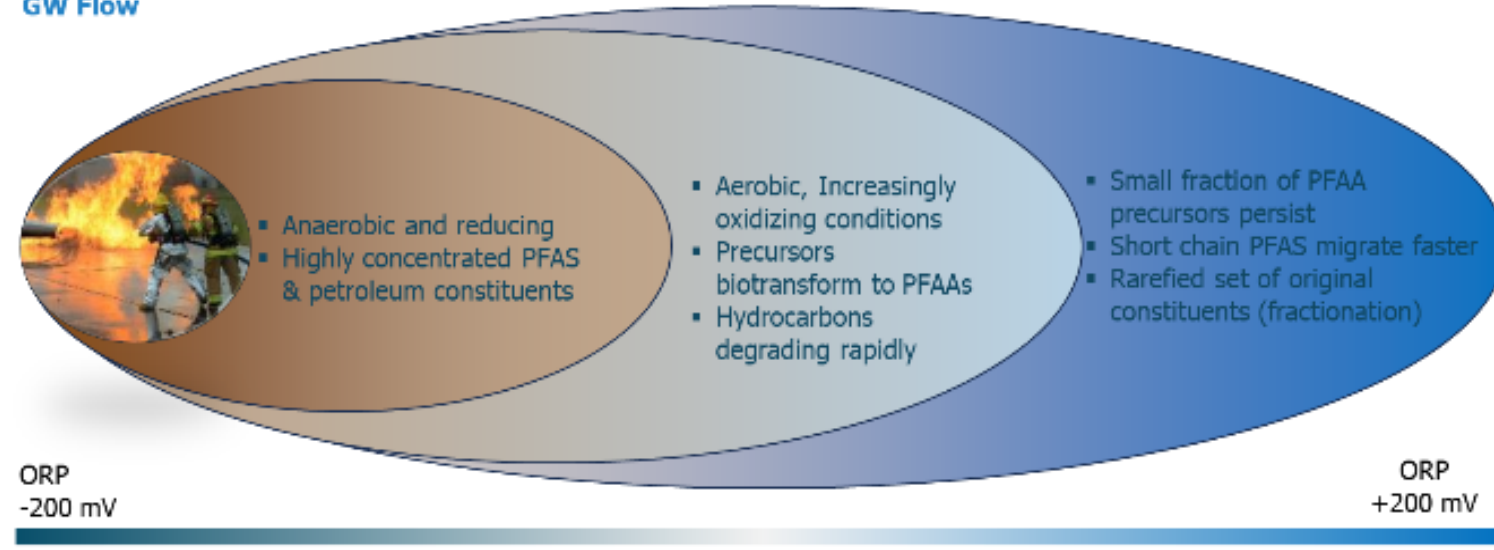 GW Flow
▪ Anaerobic and reducing
▪ Highly concentrated PFAS
& petroleum constituents
▪ Aerobic, Increasingly
oxidizing conditions
▪ Precursors
biotransform to PFAAs
▪ Hydrocarbons
degrading rapidly
▪ Small fraction of PFAA
precursors persist
▪ Short chain PFAS migrate faster
▪ Rarefied set of original
constituents (fractionation)
ORP
-200 mV
ORP
+200 mV